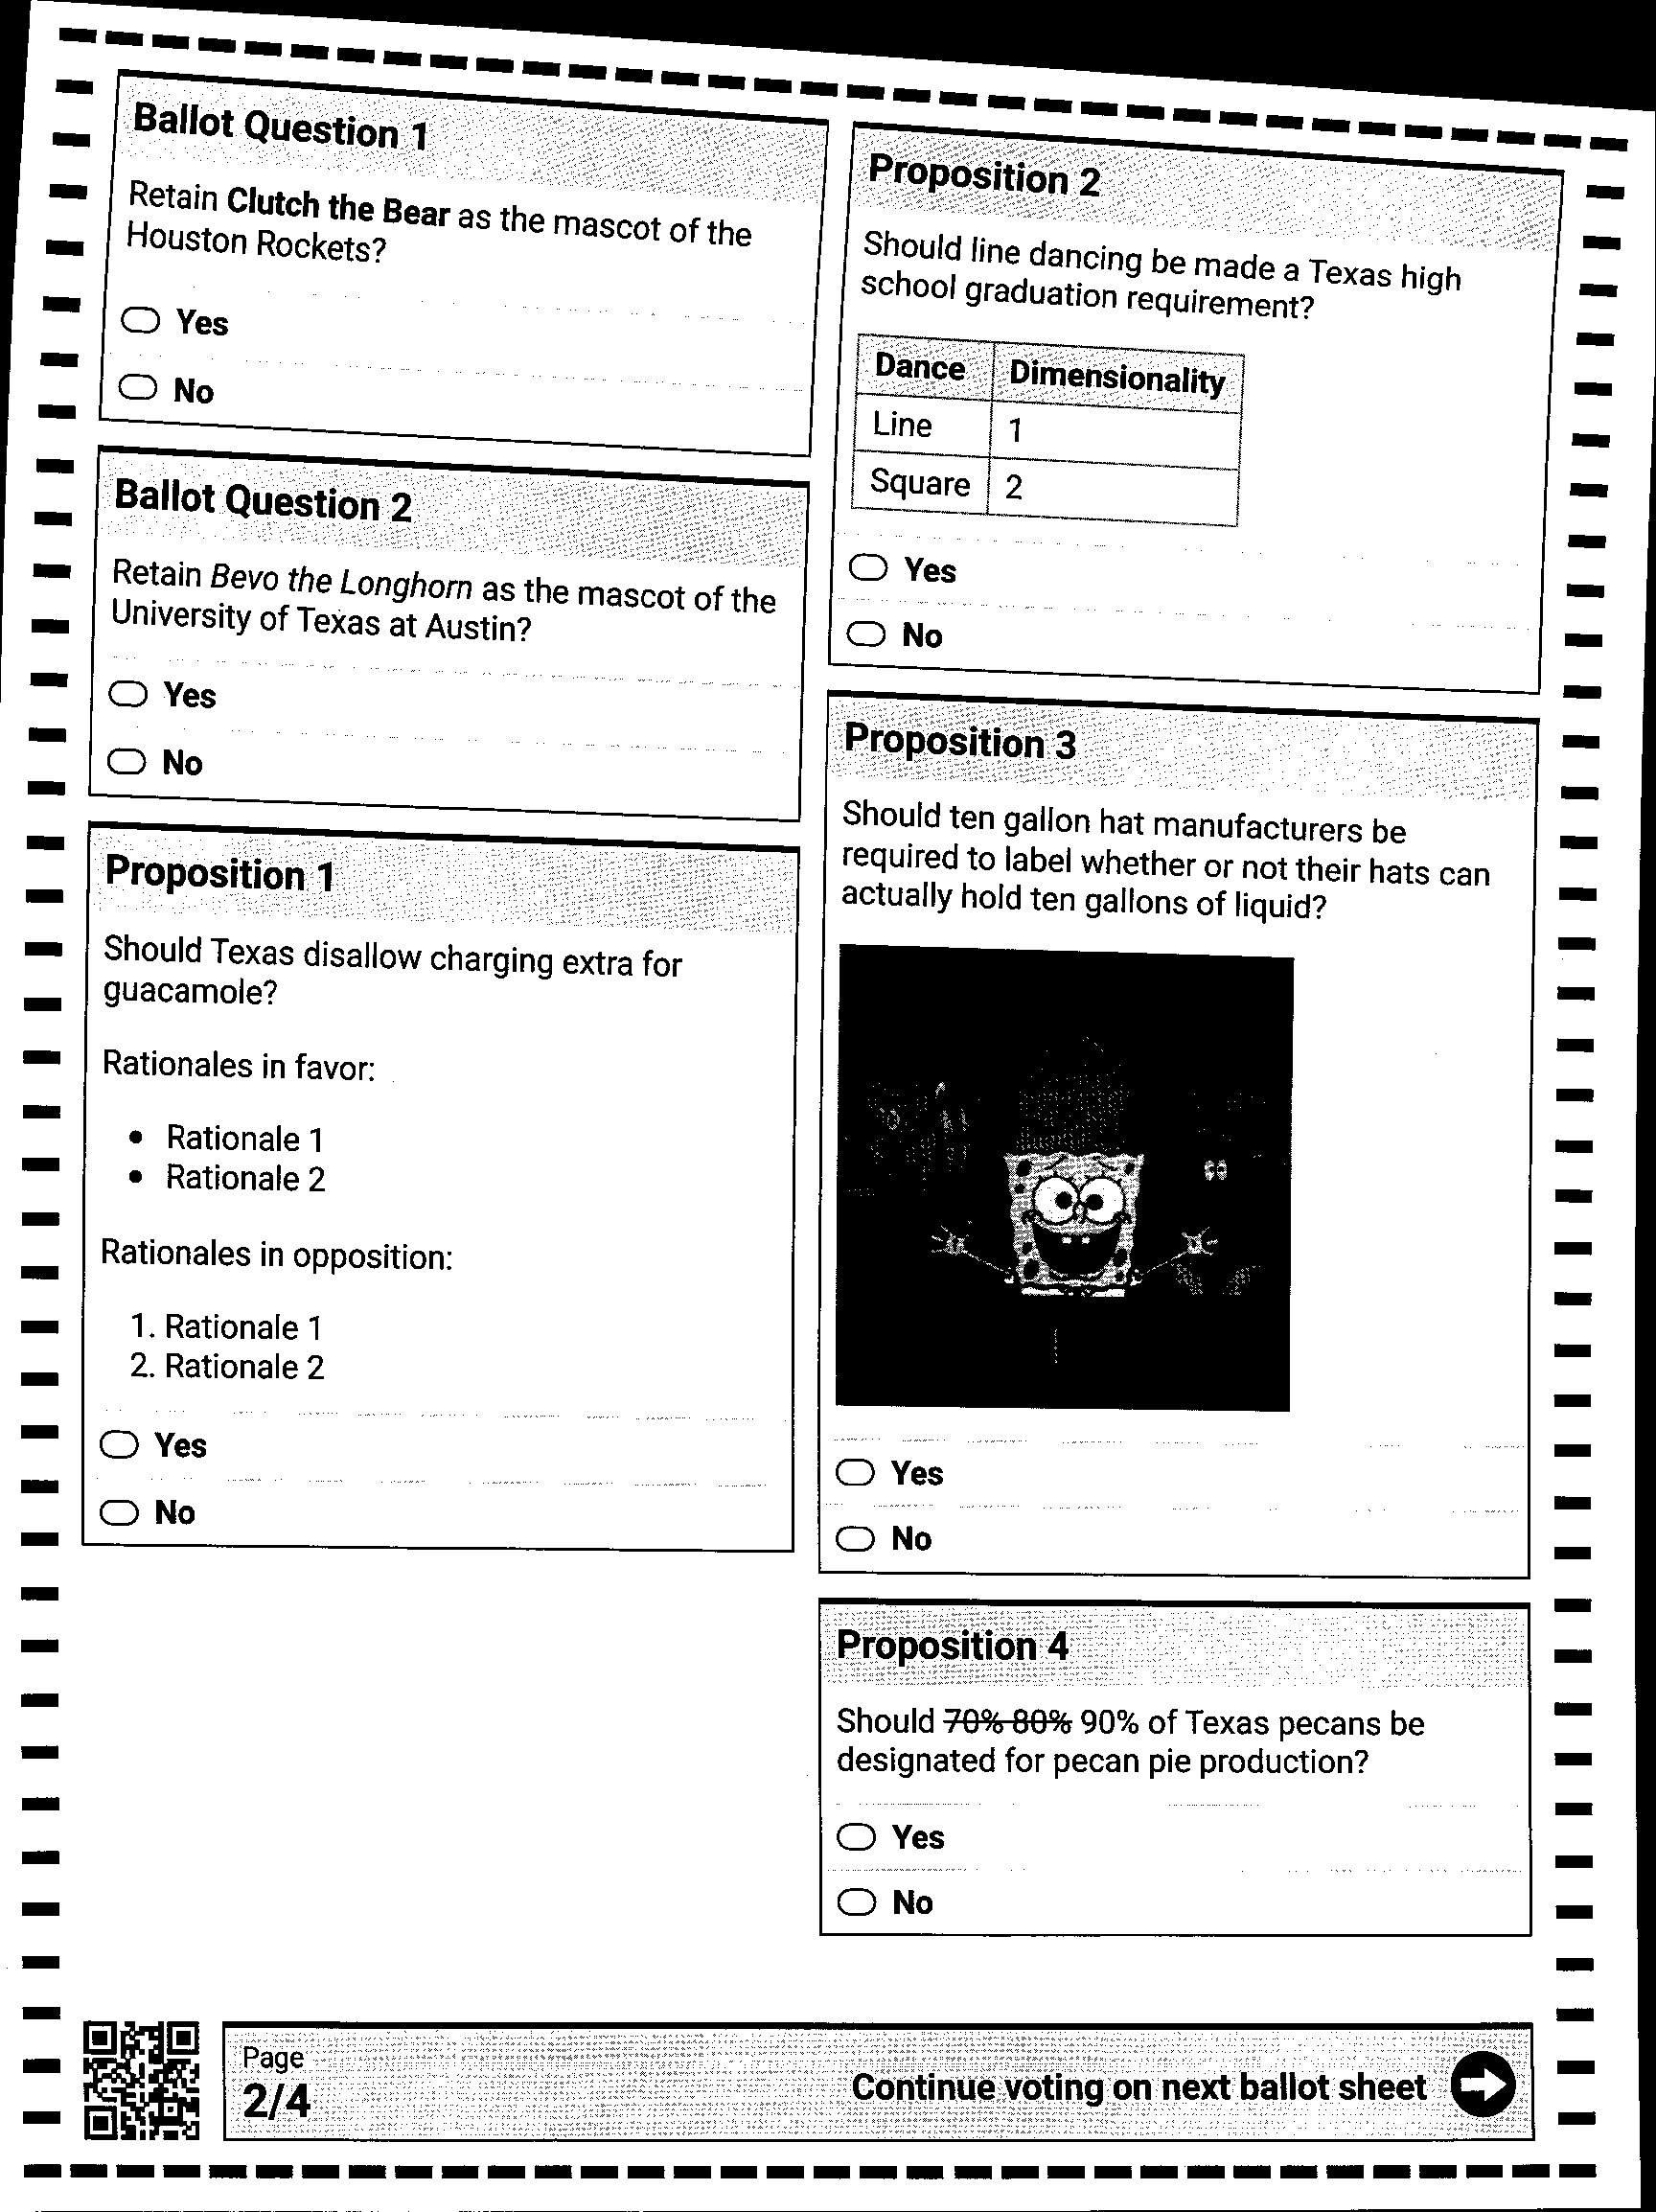 Ballot Question 1
Retain Clutch the Bear as the mascot of the
Houston Rockets?
Yes
No
Ballot Question 2
Retain Bevo the Longhorn as the mascot of the
University of Texas at Austin?
Yes
No
Proposition 1
Should Texas disallow charging extra for
guacamole?
Rationales in favor:
• Rationale 1
• Rationale 2
Rationales in opposition:
1. Rationale 1
2. Rationale 2
Yes
No
Proposition 2
Should line dancing be made a Texas high
school graduation requirement?
Dance Dimensionality
Line 1
Square 2
Yes
No
Proposition 3
Should ten gallon hat manufacturers be
required to label whether or not their hats can
actually hold ten gallons of liquid?
Yes
No
Proposition 4
Should 70% 80% 90% of Texas pecans be
designated for pecan pie production?
Yes
No
Page
2/4
Continue voting on next ballot sheet